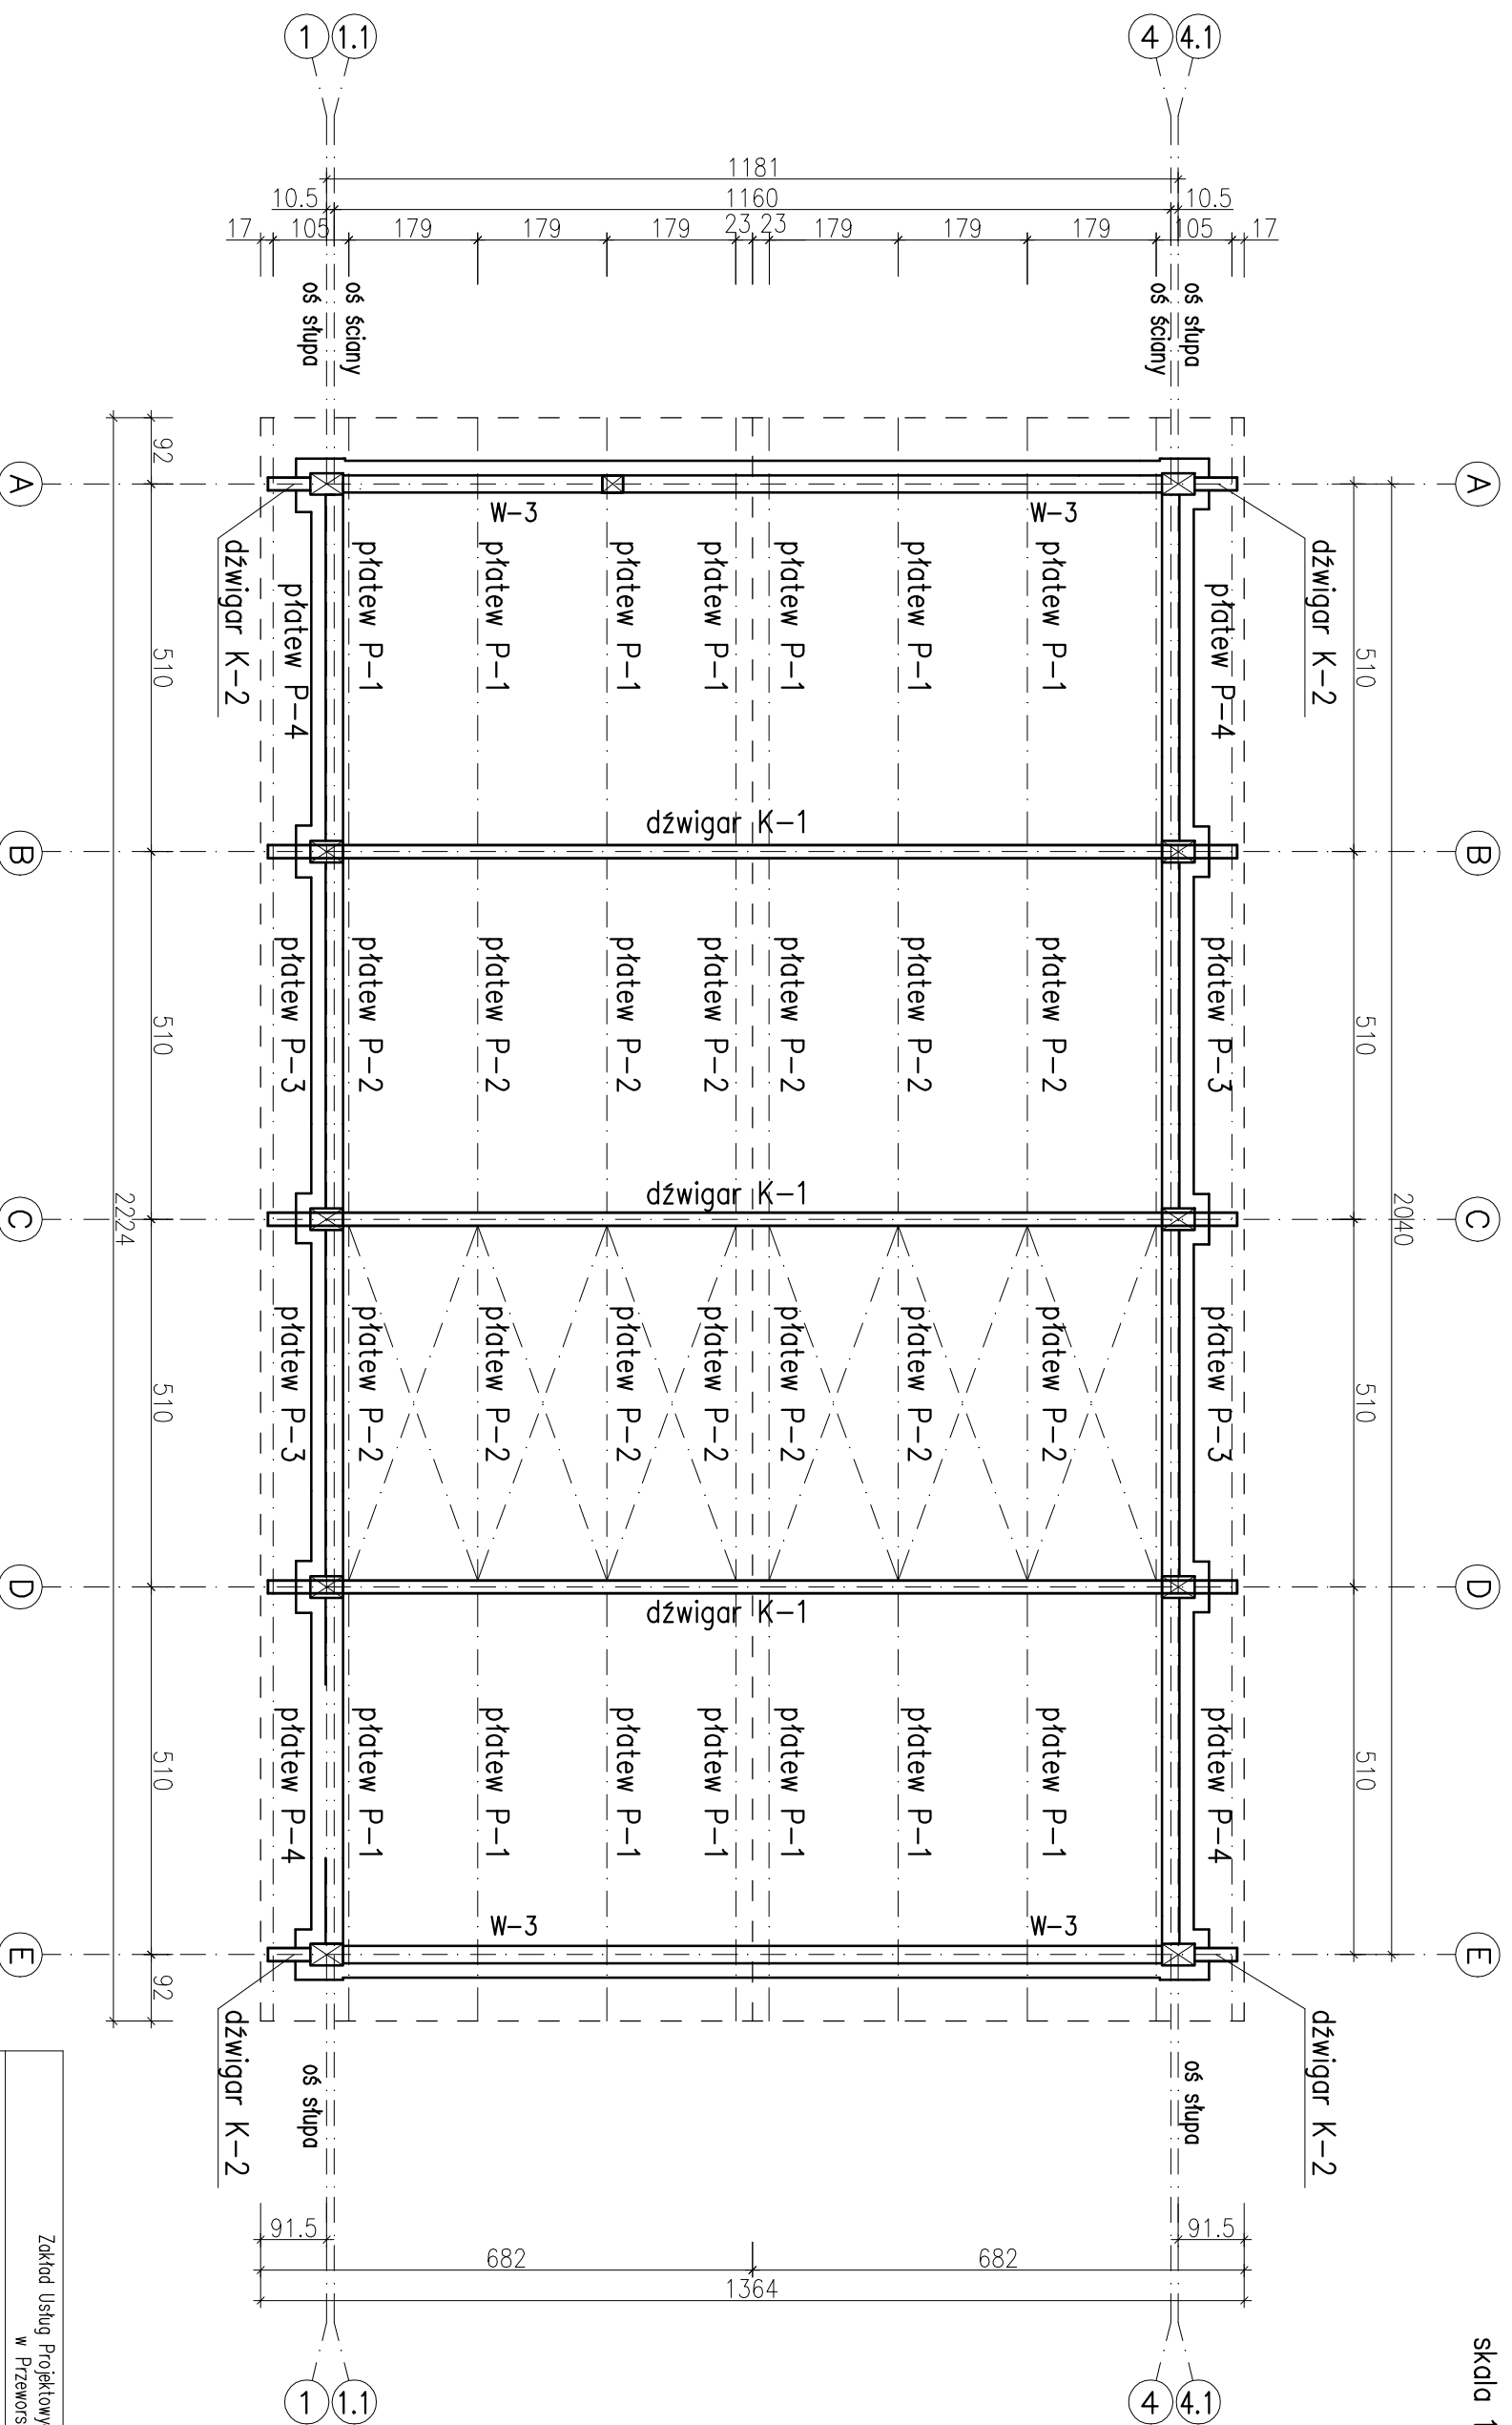 1 1.1 4 4.1
1181
10.5 1160 10.5
17 105 179 179 179 23 23 179 179 179 105 17
oś słupa
oś ściany
oś ściany
oś słupa
92
A
A
W-3 W-3
dźwigar K-2
płatew P-4
płatew P-1
płatew P-1
płatew P-1
płatew P-1
płatew P-1
płatew P-1
płatew P-1
płatew P-4
dźwigar K-2
510
510
dźwigar K-1
B
B
płatew P-3
płatew P-2
płatew P-2
płatew P-2
płatew P-2
płatew P-2
płatew P-2
płatew P-2
płatew P-3
510
510
dźwigar K-1
C
C
2224
2040
płatew P-3
płatew P-2
płatew P-2
płatew P-2
płatew P-2
płatew P-2
płatew P-2
płatew P-2
płatew P-3
510
510
D
D
dźwigar K-1
płatew P-4
płatew P-1
płatew P-1
płatew P-1
płatew P-1
płatew P-1
płatew P-1
płatew P-1
płatew P-4
510
510
W-3 W-3
E
E
92
dźwigar K-2
dźwigar K-2
oś słupa
oś słupa
91.5 91.5
682 682
1364
1 1.1 4 4.1
skala 1
Zakład Usług Projektowy
w Przewors